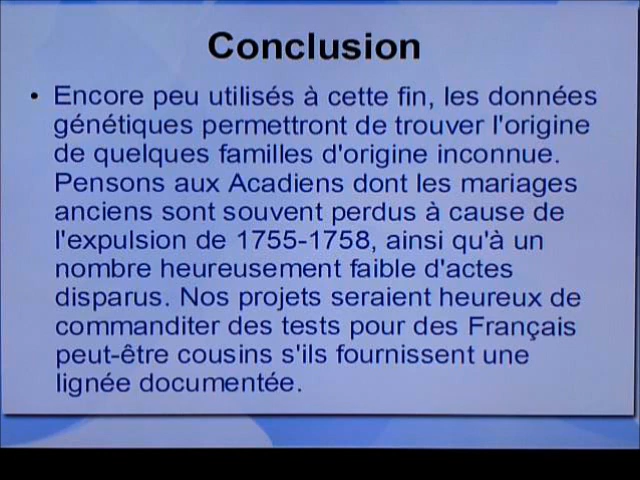 Conclusion
• Encore peu utilisés à cette fin, les données
génétiques permettront de trouver l'origine
de quelques familles d'origine inconnue.
Pensons aux Acadiens dont les mariages
anciens sont souvent perdus à cause de
l'expulsion de 1755-1758, ainsi qu'à un
nombre heureusement faible d'actes
disparus. Nos projets seraient heureux de
commanditer des tests pour des Français
peut-être cousins s'ils fournissent une
lignée documentée.